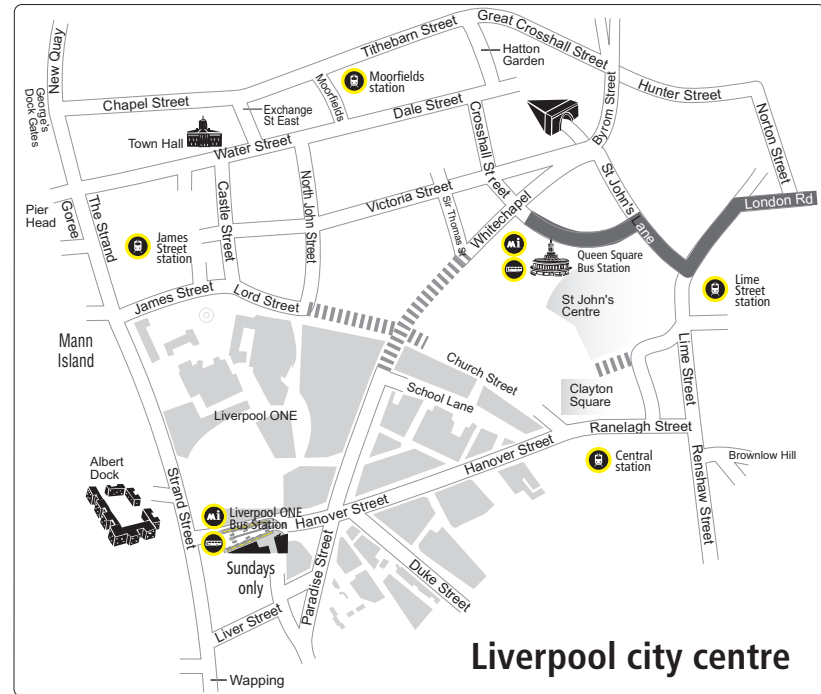 New Quay
George's
Dock Gates
Chapel Street
Tithebarn Street
Great Crosshall Street
Hatton
Garden
Moorfields
Moorfields
station
Exchange
St East
Town Hall
Water Street
Dale Street
Crosshall Street
Byrom Street
Hunter Street
Norton Street
London Rd
Pier
Head
Goree
The Strand
James
Street
station
Castle Street
North John Street
Victoria Street
Sir Thomas St
Whitechapel
St John's Lane
Mi
Queen Square
Bus Station
St John's
Centre
Lime
Street
station
James Street
Lord Street
Mann
Island
Church Street
School Lane
Clayton
Square
Lime Street
Liverpool ONE
Ranelagh Street
Hanover Street
Central
station
Renshaw Street
Brownlow Hill
Albert
Dock
Strand Street
Mi
Liverpool ONE
Bus Station
Hanover Street
Sundays
only
Paradise Street
Duke Street
Liver Street
Wapping
Liverpool city centre